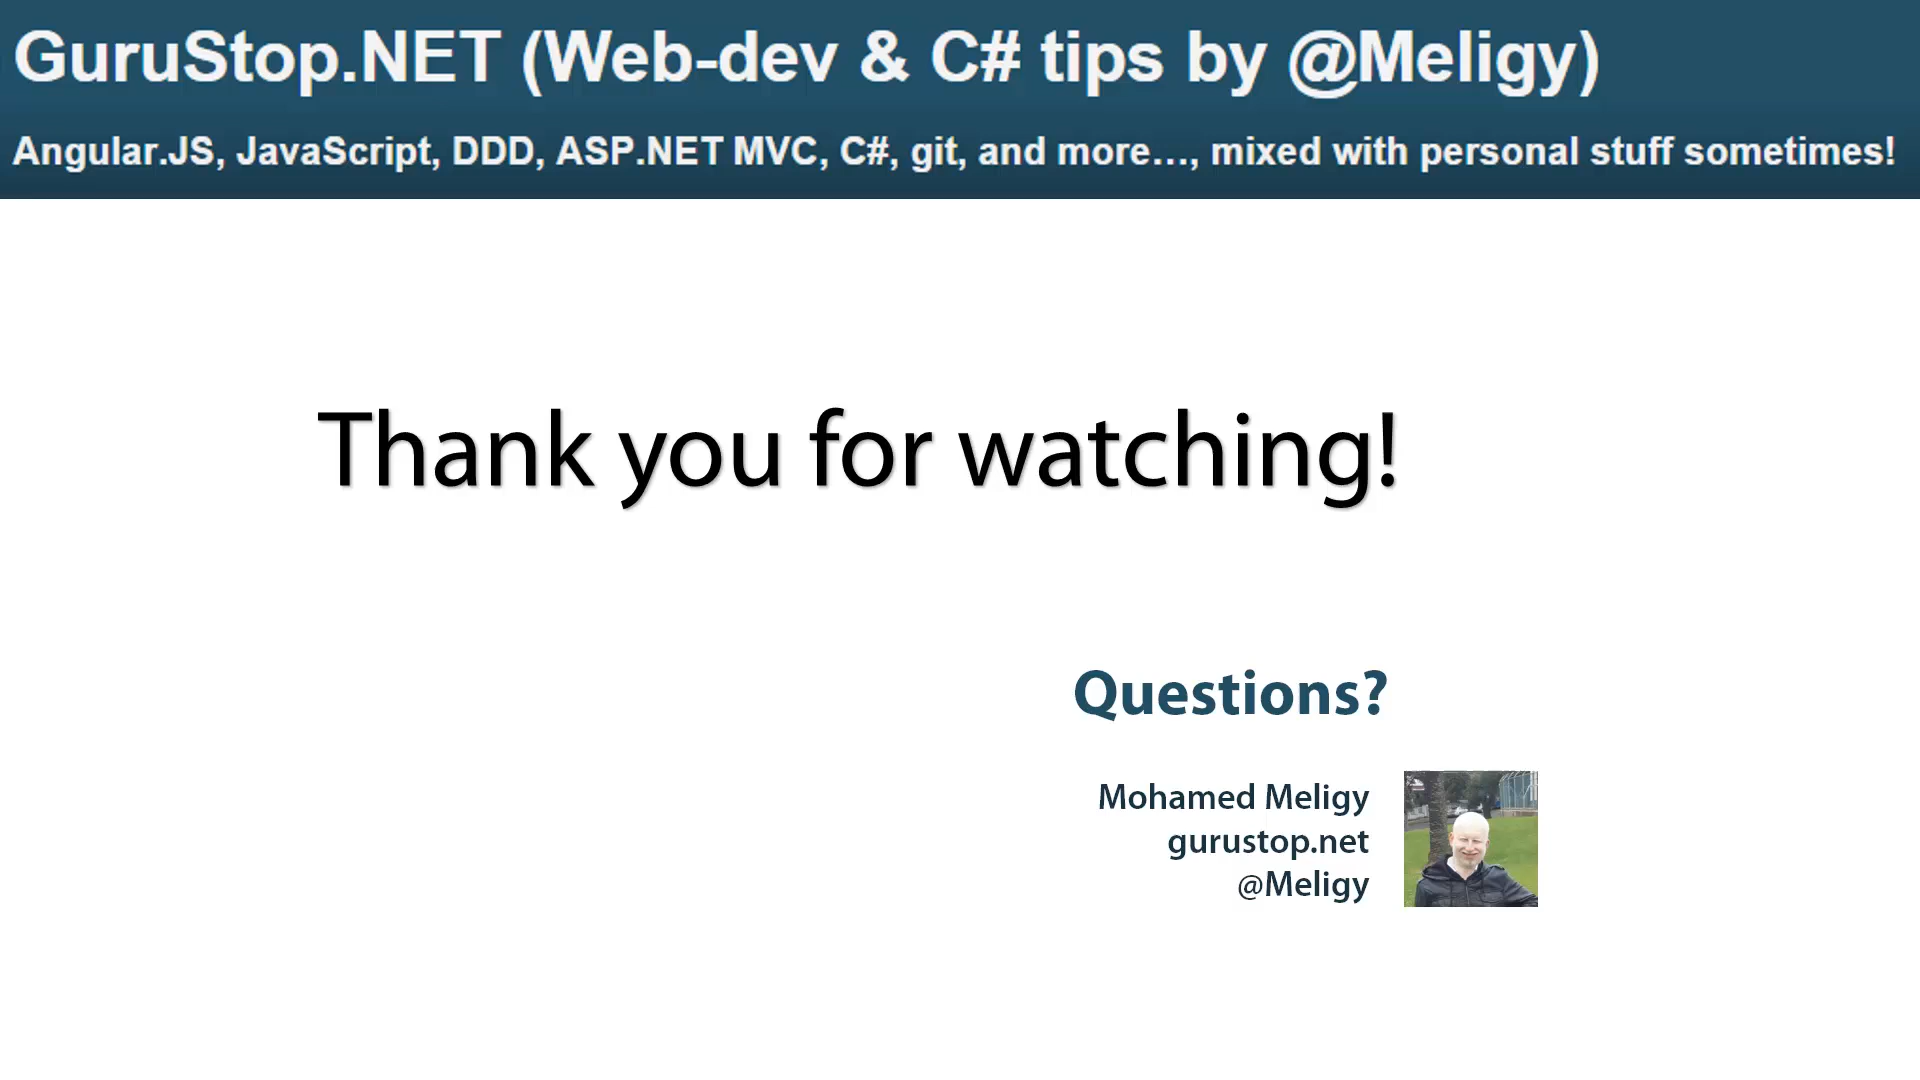 GuruStop.NET (Web-dev & C# tips by @Meligy)
Angular.JS, JavaScript, DDD, ASP.NET MVC, C#, git, and more..., mixed with personal stuff sometimes!
Thank you for watching!
Questions?
Mohamed Meligy
gurustop.net
@Meligy